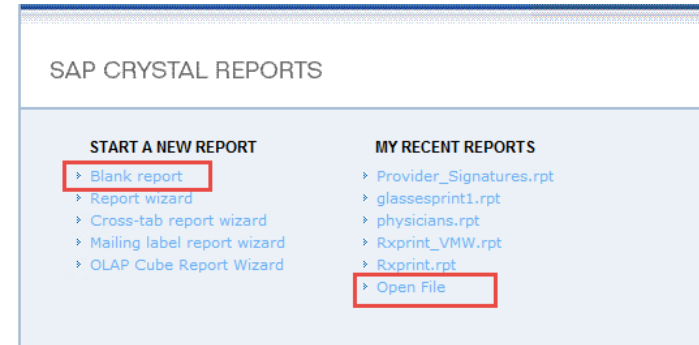 SAP CRYSTAL REPORTS
START A NEW REPORT
Blank report
Report wizard
Cross-tab report wizard
Mailing label report wizard
OLAP Cube Report Wizard
MY RECENT REPORTS
Provider_Signatures.rpt
glassesprint1.rpt
physicians.rpt
Rxprint_VMW.rpt
Rxprint.rpt
Open File